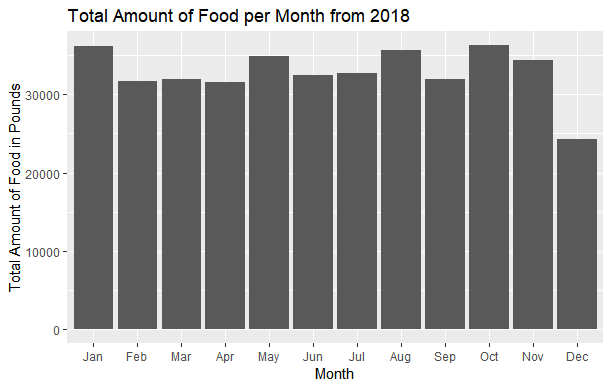 Total Amount of Food per Month from 2018
Total Amount of Food in Pounds
30000
20000
10000
0
Jan Feb Mar Apr May Jun Jul Aug Sep Oct Nov Dec
Month